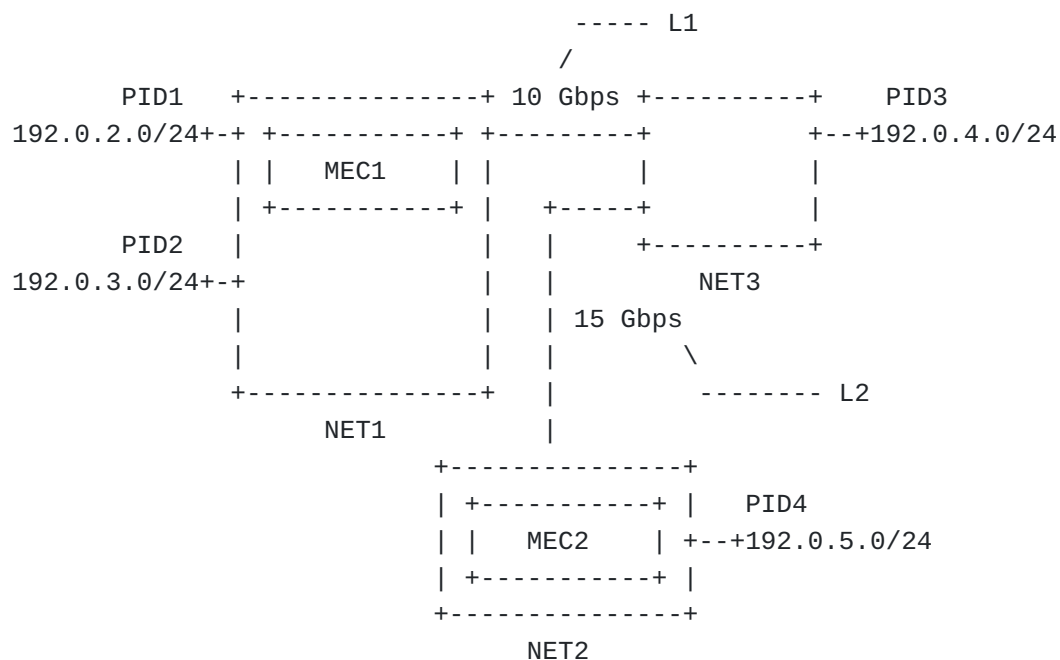 ----- L1
                                   /
       PID1   +---------------+ 10 Gbps +----------+    PID3
192.0.2.0/24+-+ +-----------+ +---------+          +--+192.0.4.0/24
              | |   MEC1    | |         |          |
              | +-----------+ |   +-----+          |
       PID2   |               |   |     +----------+
192.0.3.0/24+-+               |   |         NET3
              |               |   | 15 Gbps
              |               |   |        \
              +---------------+   |         -------- L2
                    NET1          |
                           +---------------+
                           | +-----------+ |   PID4
                           | |   MEC2    | +--+192.0.5.0/24
                           | +-----------+ |
                           +---------------+
                                 NET2